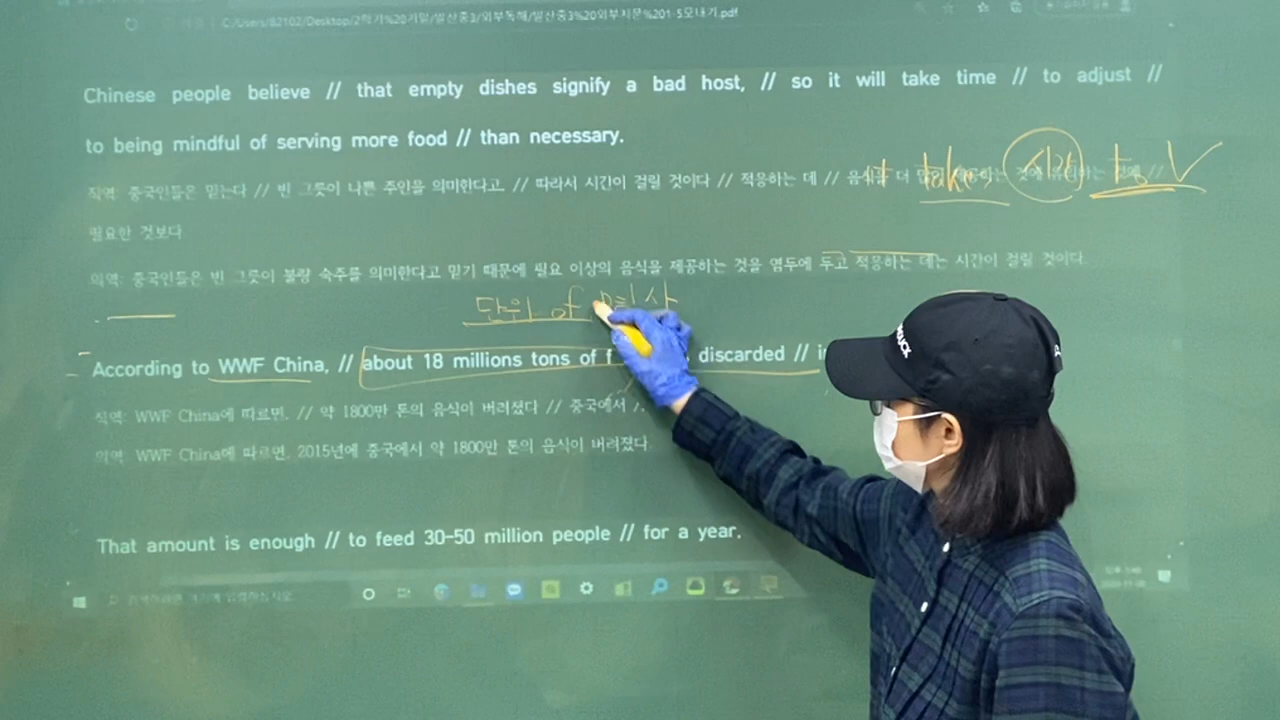 C:/Users/82102/Desktop/2학기%20기말/발산중3/외부독해/발산중3%20외부지문%201-5모내기.pdf
Chinese people believe // that empty dishes signify a bad host, // so it will take time // to adjust //
to being mindful of serving more food // than necessary.
직역: 중국인들은 믿는다 // 빈 그릇이 나쁜 주인을 의미한다고 // 따라서 시간이 걸릴 것이다 // 적응하는 데 // 음식을 더
take 시간 to V
필요한 것보다
의역: 중국인들은 빈 그릇이 불량 숙주를 의미한다고 믿기 때문에 필요 이상의 음식을 제공하는 것을 염두에 두고 적응하는 데는 시간이 걸릴 것이다.
단위 of 명사
According to WWF China, // about 18 millions tons of discarded //
직역: WWF China에 따르면, // 약 1800만 톤의 음식이 버려졌다 // 중국에서 //
의역: WWF China에 따르면, 2015년에 중국에서 약 1800만 톤의 음식이 버려졌다.
That amount is enough // to feed 30-50 million people // for a year.